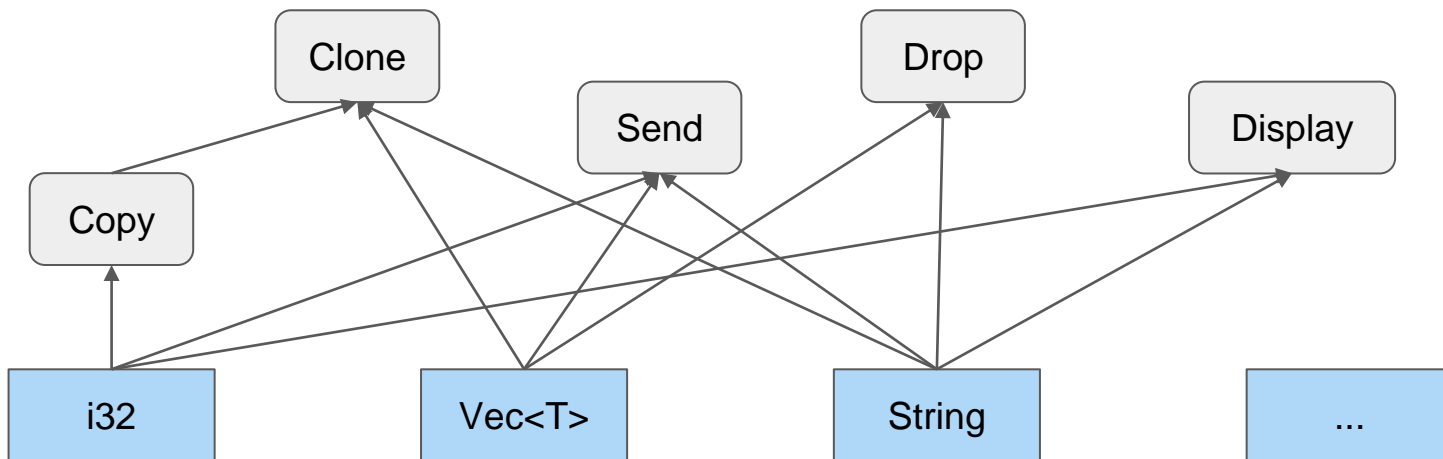 Clone
Drop
Send
Display
Copy
i32
Vec<T>
String
...